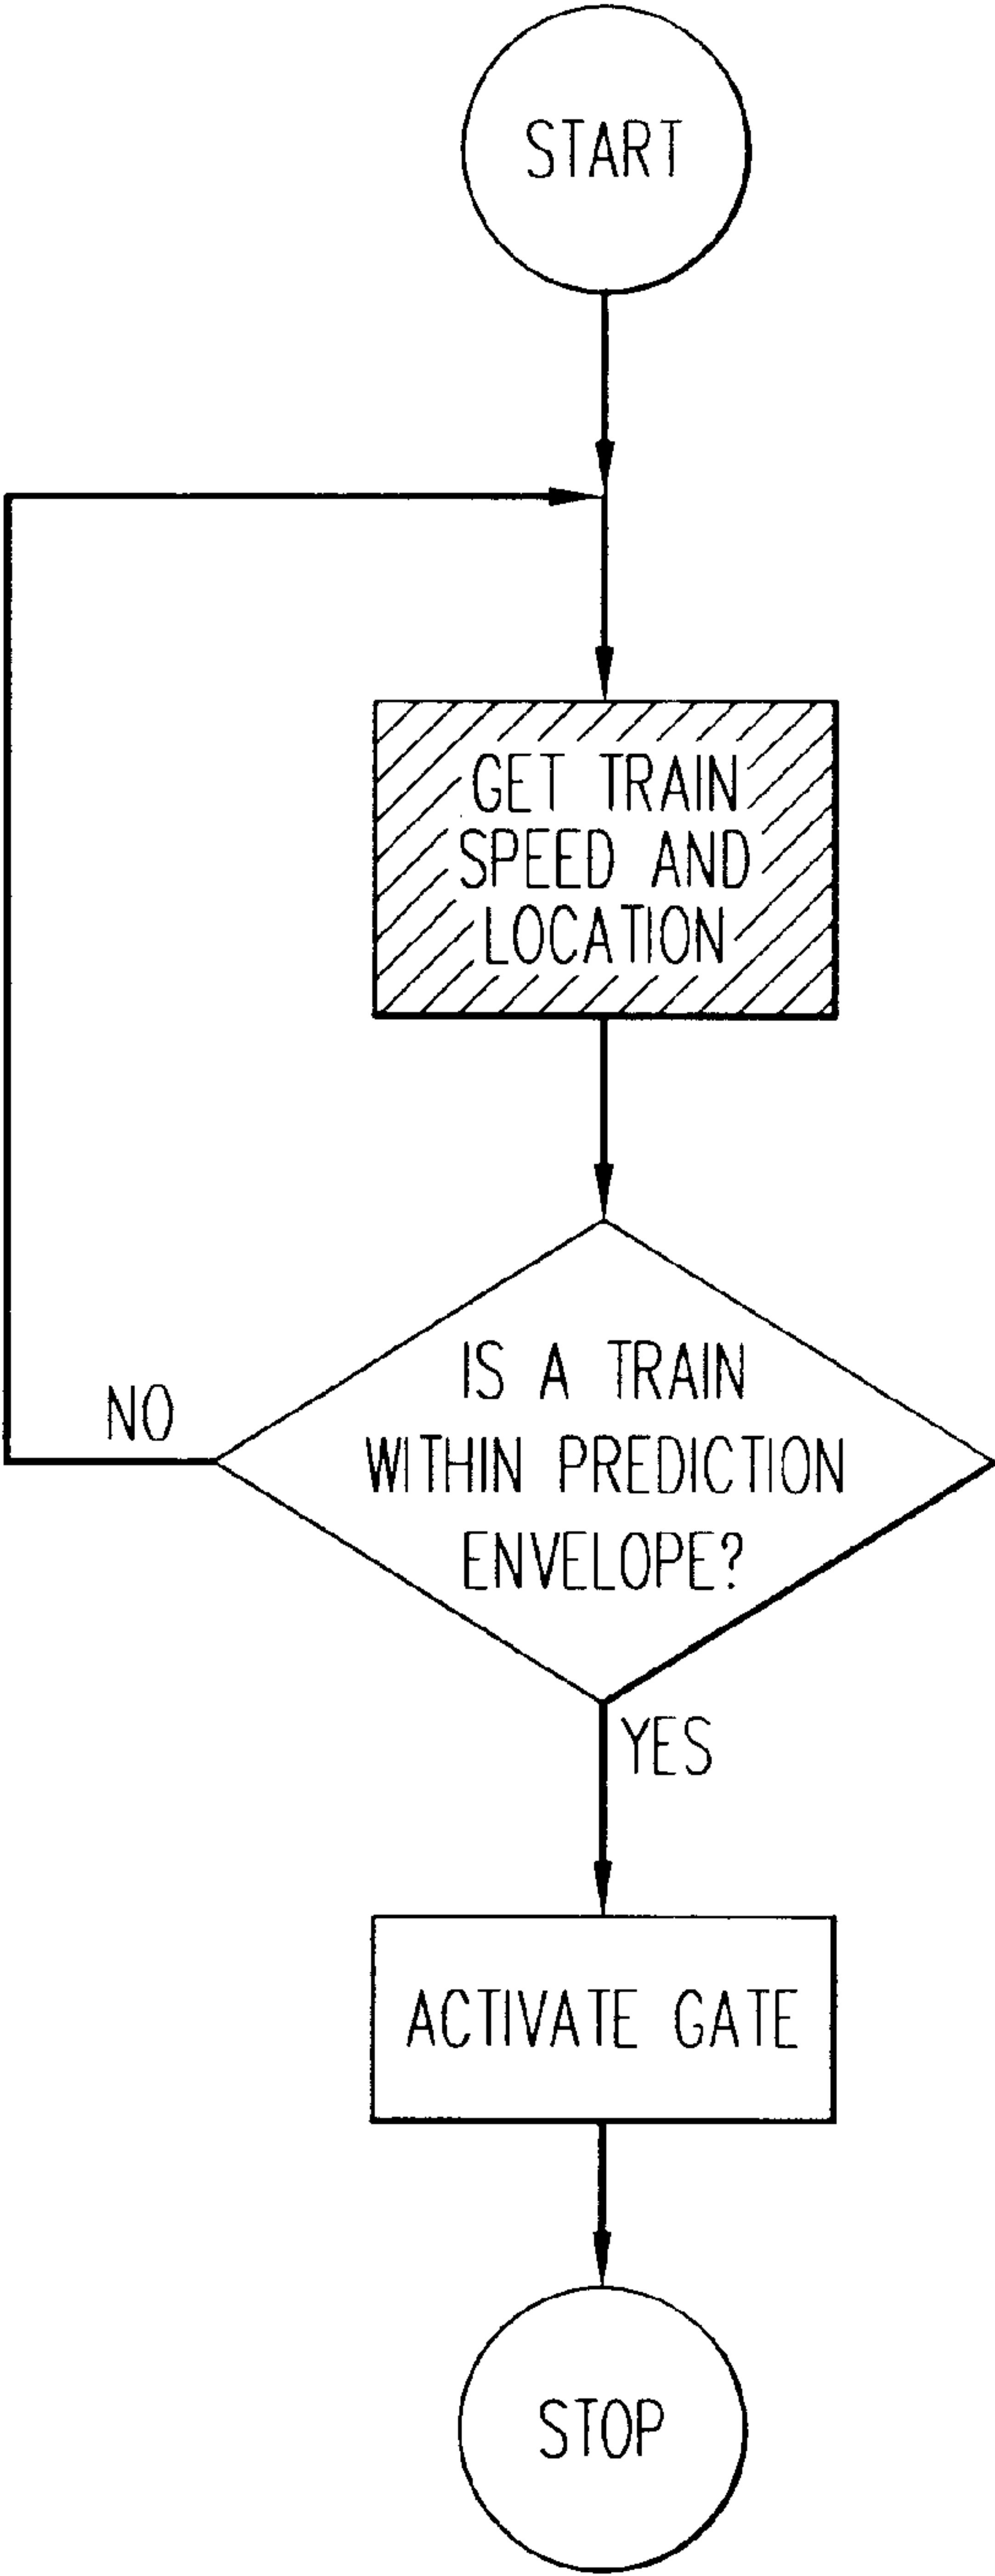 START
GET TRAIN
SPEED AND
LOCATION
IS A TRAIN
WITHIN PREDICTION
ENVELOPE?
NO
YES
ACTIVATE GATE
STOP